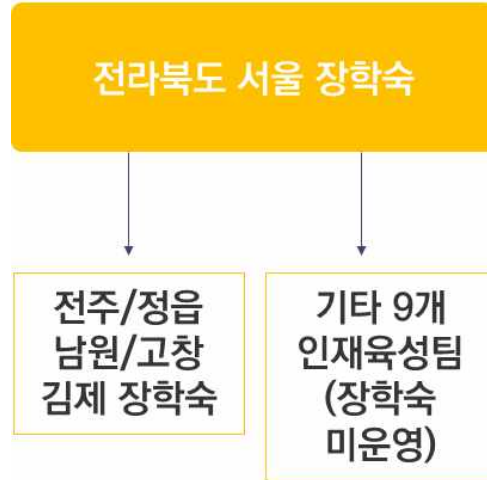 전라북도 서울 장학숙
전주/정읍
남원/고창
김제 장학숙
기타 9개
인재육성팀
(장학숙
미운영)